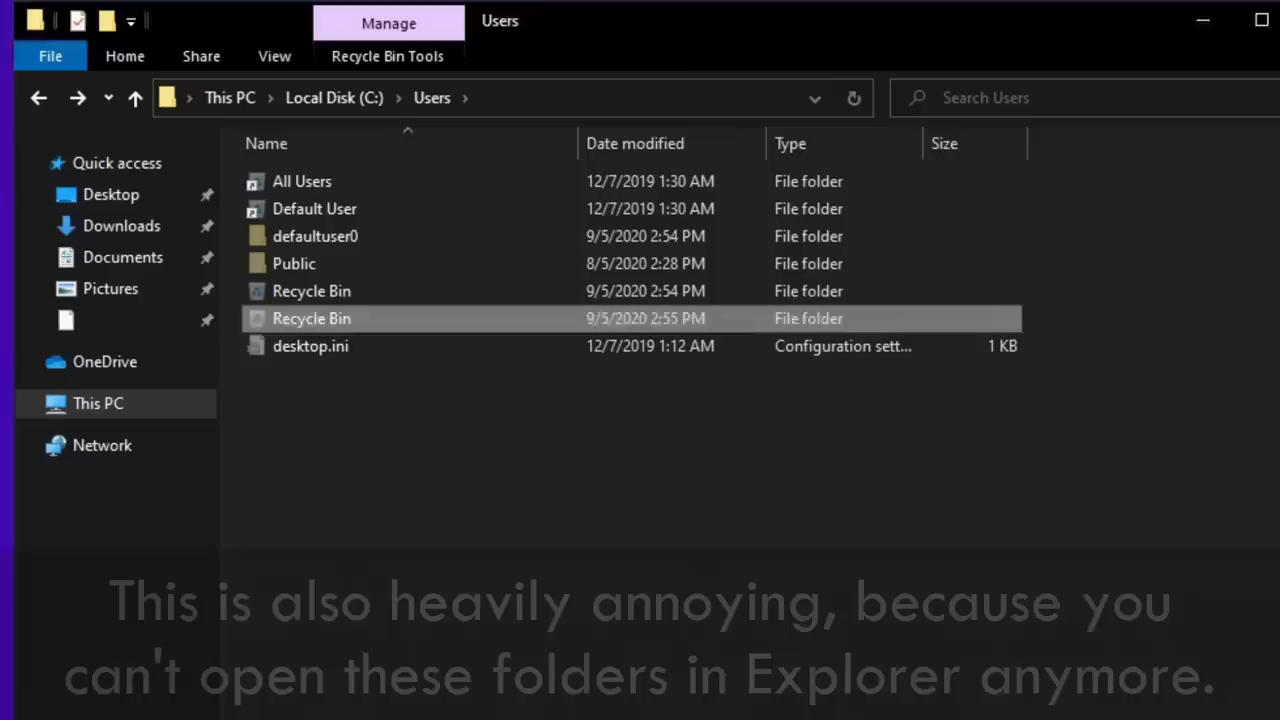 Manage
Users
File
Home
Share
View
Recycle Bin Tools
This PC
Local Disk (C:)
Users
Search Users
Name
Date modified
Type
Size
Quick access
Desktop
Downloads
Documents
Pictures
OneDrive
This PC
Network
All Users 12/7/2019 1:30 AM File folder
Default User 12/7/2019 1:30 AM File folder
defaultuser0 9/5/2020 2:54 PM File folder
Public 8/5/2020 2:28 PM File folder
Recycle Bin 9/5/2020 2:54 PM File folder
Recycle Bin 9/5/2020 2:55 PM File folder
desktop.ini 12/7/2019 1:12 AM Configuration sett... 1 KB
This is also heavily annoying, because you
can't open these folders in Explorer anymore.